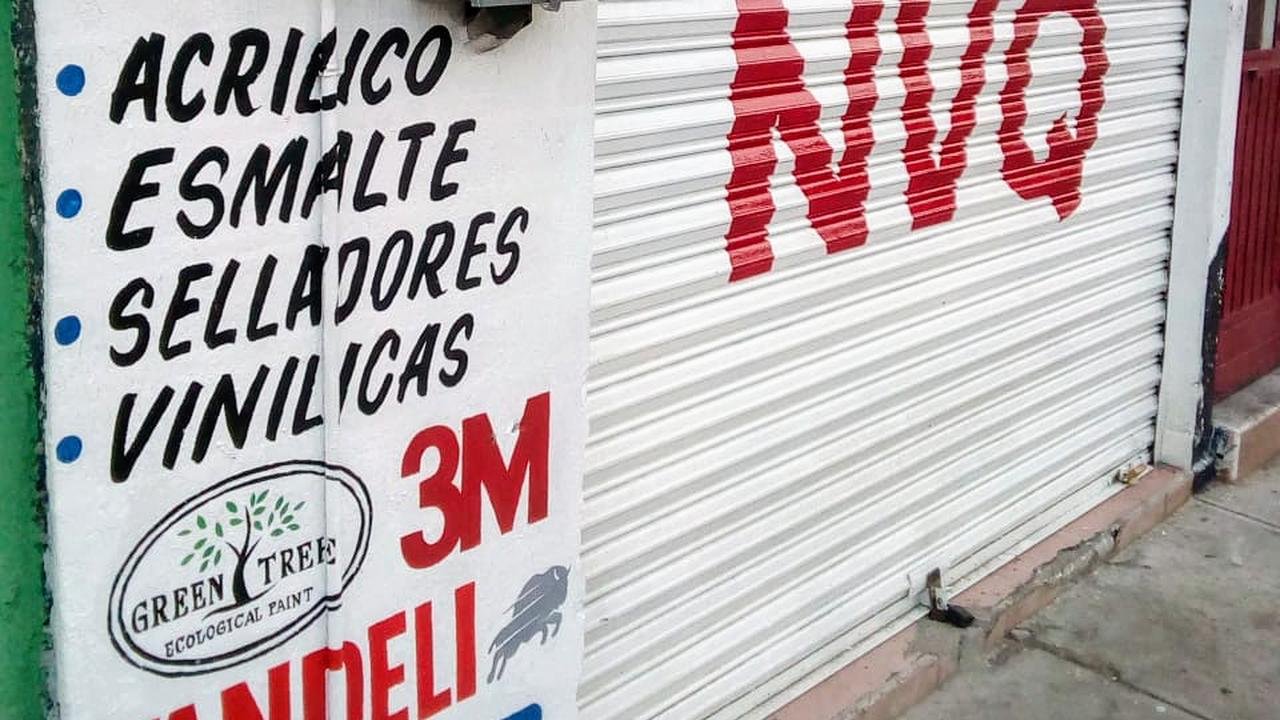 ACRILICO
ESMALTE
SELLADORES
VINILICAS
3M
GREEN TREE
ECOLOGICAL PAINT
NVQ